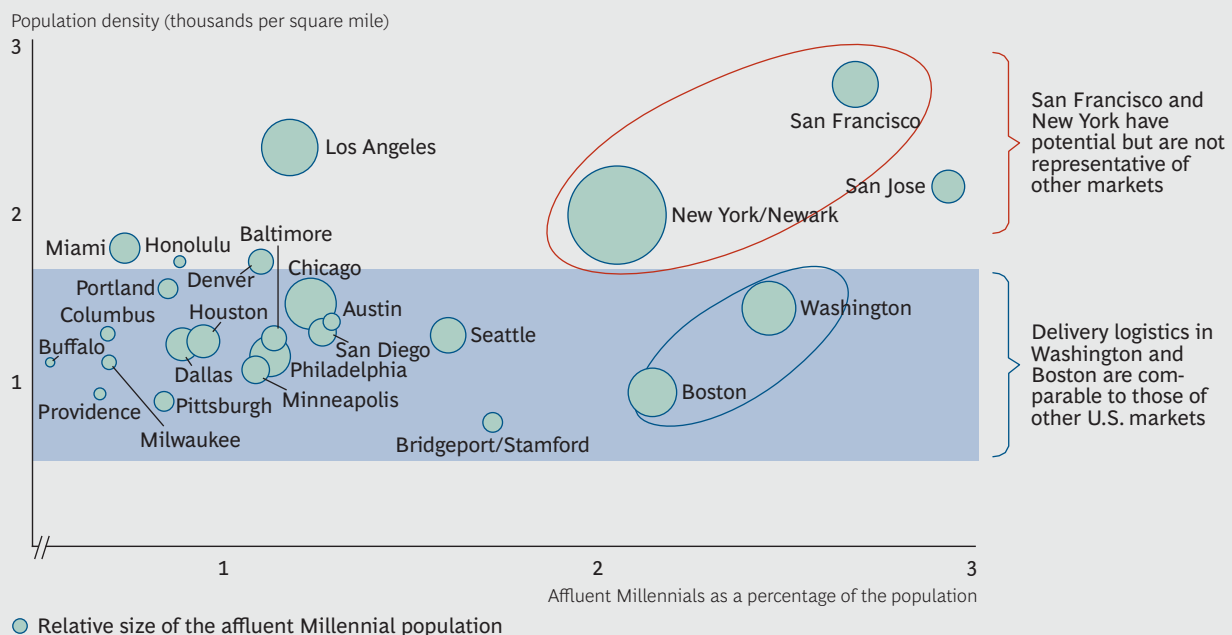 Population density (thousands per square mile)
3
San Francisco and
New York have
potential but are not
representative of
other markets
San Francisco
Los Angeles
San Jose
2
New York/Newark
Baltimore
Miami
Honolulu
Denver
Chicago
Portland
Austin
Washington
Columbus
Houston
Seattle
Buffalo
San Diego
Dallas
Philadelphia
1
Boston
Minneapolis
Providence
Pittsburgh
Milwaukee
Bridgeport/Stamford
Delivery logistics in
Washington and
Boston are com-
parable to those of
other U.S. markets
1
2
3
Affluent Millennials as a percentage of the population
Relative size of the affluent Millennial population